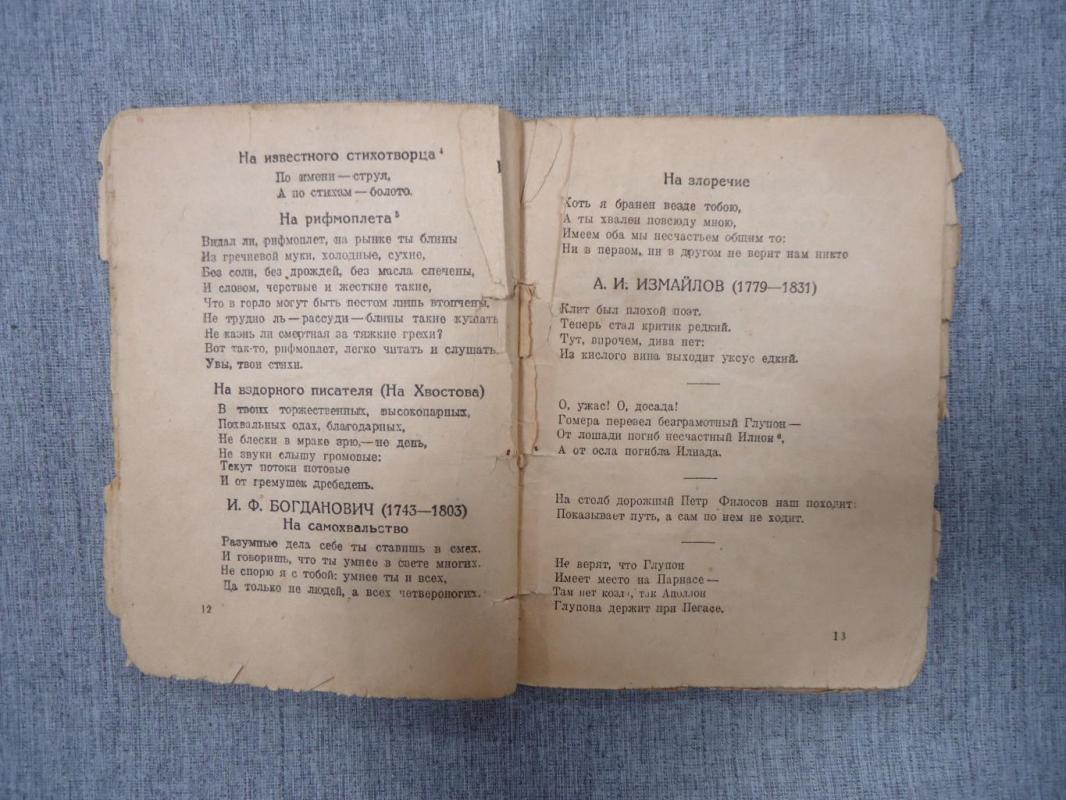 На известного стихотворца⁴
По имени — струя,
А по стихам — болото.
На рифмоплета⁵
Видал ли, рифмоплет, на рынке ты блины
Из гречневой муки, холодные, сухие,
Без соли, без дрождей, без масла спечены,
И словом, черствые и жесткие такие,
Что в горло могут быть пестом лишь втолчены.
Не трудно ль — рассуди — блины такие кушать
Не казнь ли смертная за тяжкие грехи?
Вот так-то, рифмоплет, легко читать и слушать
Увы, твои стихи.
На вздорного писателя (На Хвостова)
В твоих торжественных, высокопарных,
Похвальных одах, благодарных,
Не блески в мраке зрю,— не день,
Не звуки слышу громовые:
Текут потоки потовые
И от гремушек дребедень.
И. Ф. БОГДАНОВИЧ (1743—1803)
На самохвальство
Разумные дела себе ты ставишь в смех.
И говоришь, что ты умнее в свете многих.
Не спорю я с тобой: умнее ты и всех,
Да только не людей, а всех четвероногих.
12
На злоречие
Хоть я бранен везде тобою,
А ты хвален повсюду мною,
Имеем оба мы несчастьем общим то:
Ни в первом, ни в другом не верит нам никто
А. И. ИЗМАЙЛОВ (1779—1831)
Клит был плохой поэт.
Теперь стал критик редкий.
Тут, впрочем, дива нет:
Из кислого вина выходит уксус едкий.
О, ужас! О, досада!
Гомера перевел безграмотный Глупон —
От лошади погиб несчастный Илион⁶,
А от осла погибла Илиада.
На столб дорожный Петр Филосов наш походит:
Показывает путь, а сам по нем не ходит.
Не верят, что Глупон
Имеет место на Парнасе —
Там нет козла, так Аполлон
Глупона держит при Пегасе.
13